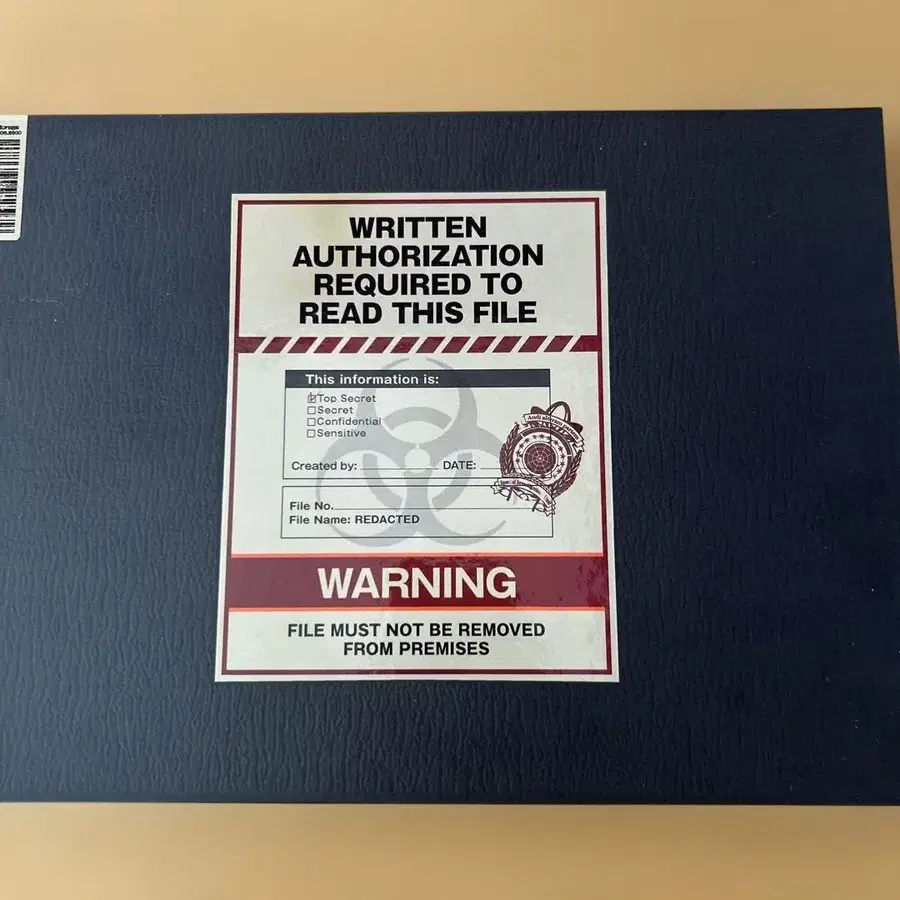 WRITTEN
AUTHORIZATION
REQUIRED TO
READ THIS FILE
This information is:
Top Secret
Secret
Confidential
Sensitive
Created by: DATE:
File No.
File Name: REDACTED
WARNING
FILE MUST NOT BE REMOVED
FROM PREMISES